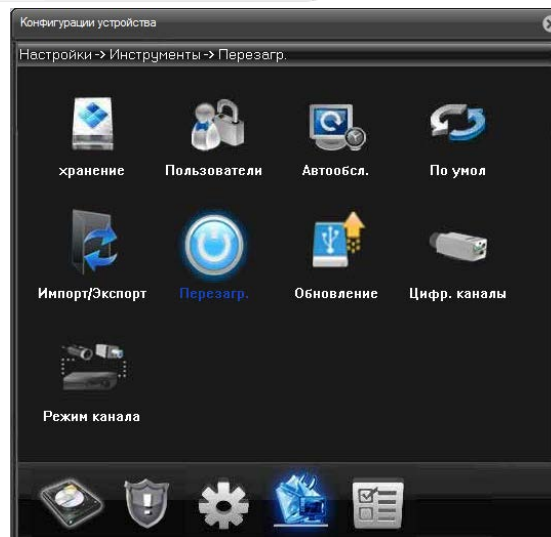 Конфигурации устройства
Настройки -> Инструменты -> Перезагр.
хранение Пользователи Автообсл. По умол
Импорт/Экспорт Перезагр. Обновление Цифр. каналы
Режим канала